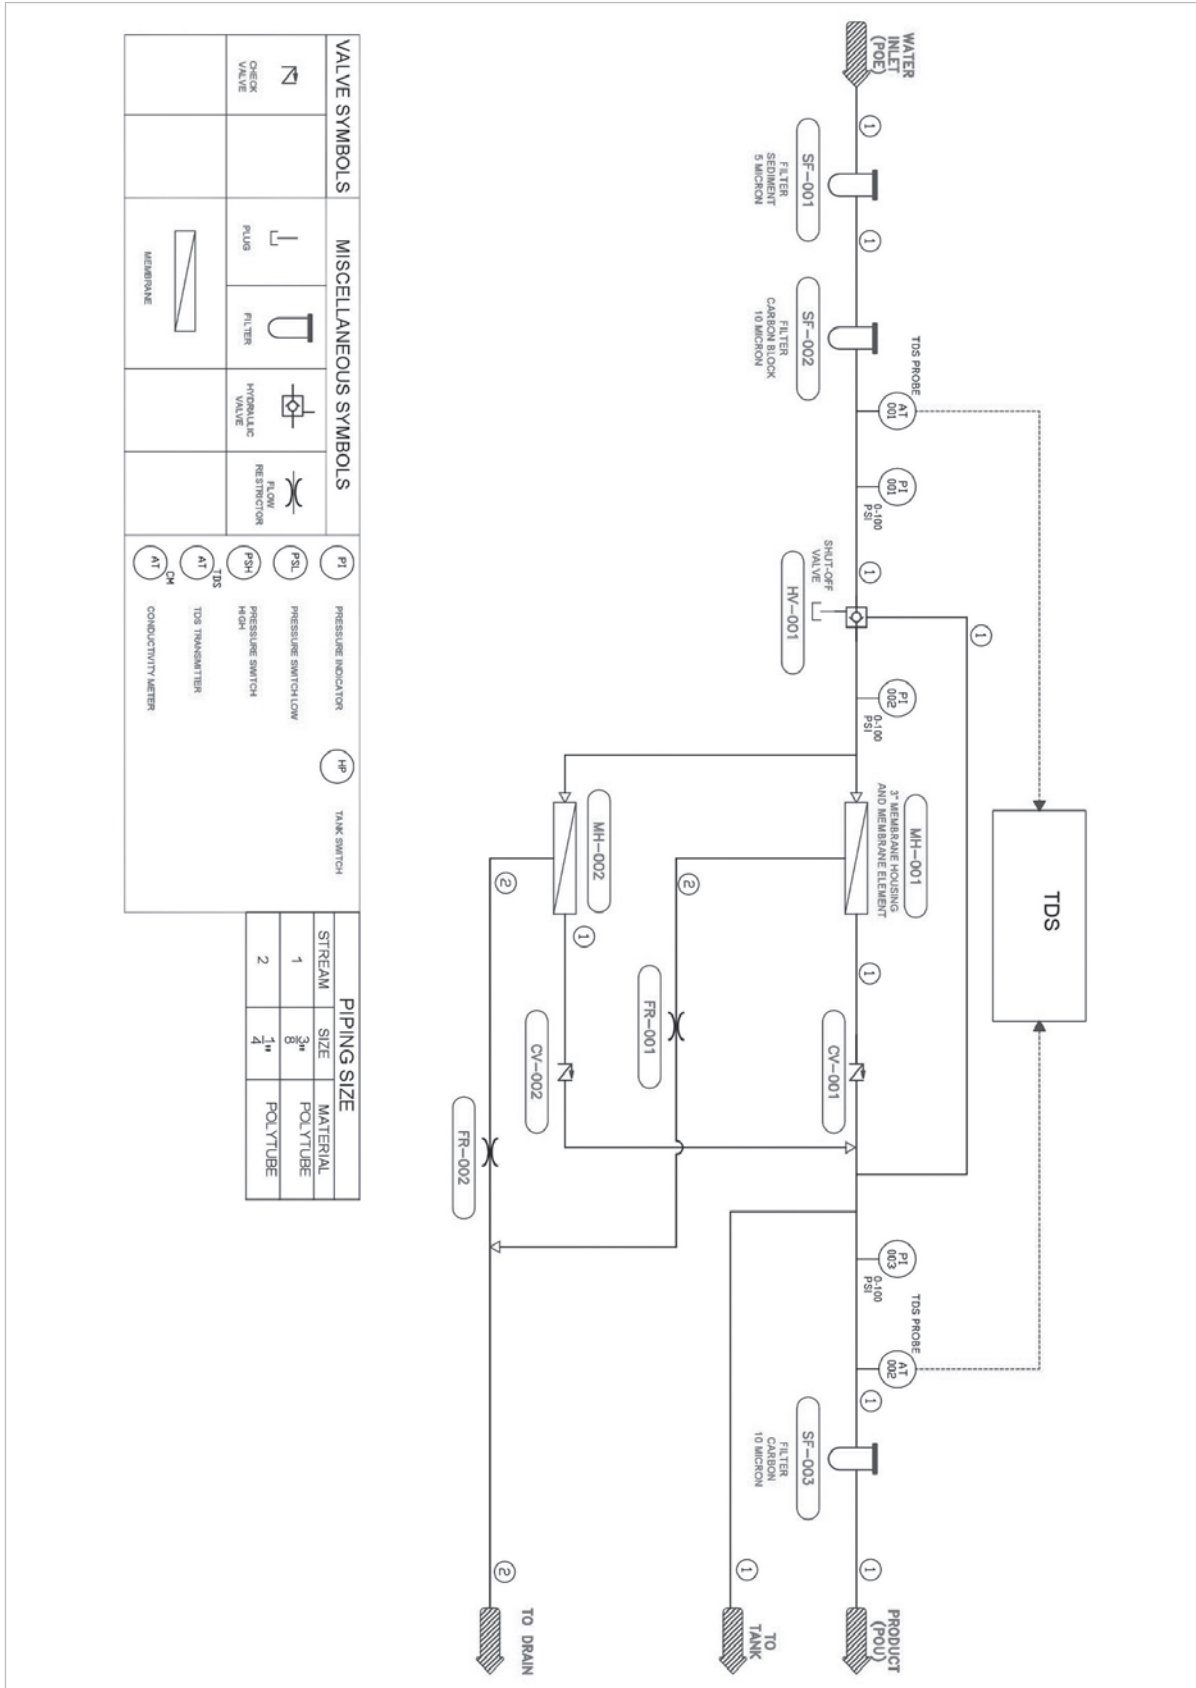 WATER
INLET
(POE)
1
SF-001
FILTER
SEDIMENT
5 MICRON
1
SF-002
FILTER
CARBON BLOCK
10 MICRON
TDS PROBE
AT
001
PI
001
0-100
PSI
1
SHUT-OFF
VALVE
HV-001
1
PI
002
0-100
PSI
TDS
MH-001
3" MEMBRANE HOUSING
AND MEMBRANE ELEMENT
1
2
CV-001
FR-001
MH-002
1
2
CV-002
FR-002
PI
003
0-100
PSI
TDS PROBE
AT
002
1
SF-003
FILTER
CARBON
10 MICRON
1
PRODUCT
(POU)
1
TO
TANK
2
TO DRAIN
VALVE SYMBOLS
CHECK
VALVE
MISCELLANEOUS SYMBOLS
PLUG
FILTER
HYDRAULIC
VALVE
FLOW
RESTRICTOR
MEMBRANE
PI PRESSURE INDICATOR
HP TANK SWITCH
PSL PRESSURE SWITCH LOW
PSH PRESSURE SWITCH
HIGH
AT TDS TDS TRANSMITTER
AT CM CONDUCTIVITY METER
PIPING SIZE
STREAM SIZE MATERIAL
1 3/8" POLYTUBE
2 1/4" POLYTUBE